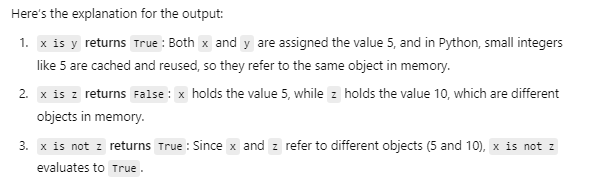 Here's the explanation for the output:
1. x is y returns True : Both x and y are assigned the value 5, and in Python, small integers
like 5 are cached and reused, so they refer to the same object in memory.
2. x is z returns False : x holds the value 5, while z holds the value 10, which are different
objects in memory.
3. x is not z returns True : Since x and z refer to different objects (5 and 10), x is not z
evaluates to True .